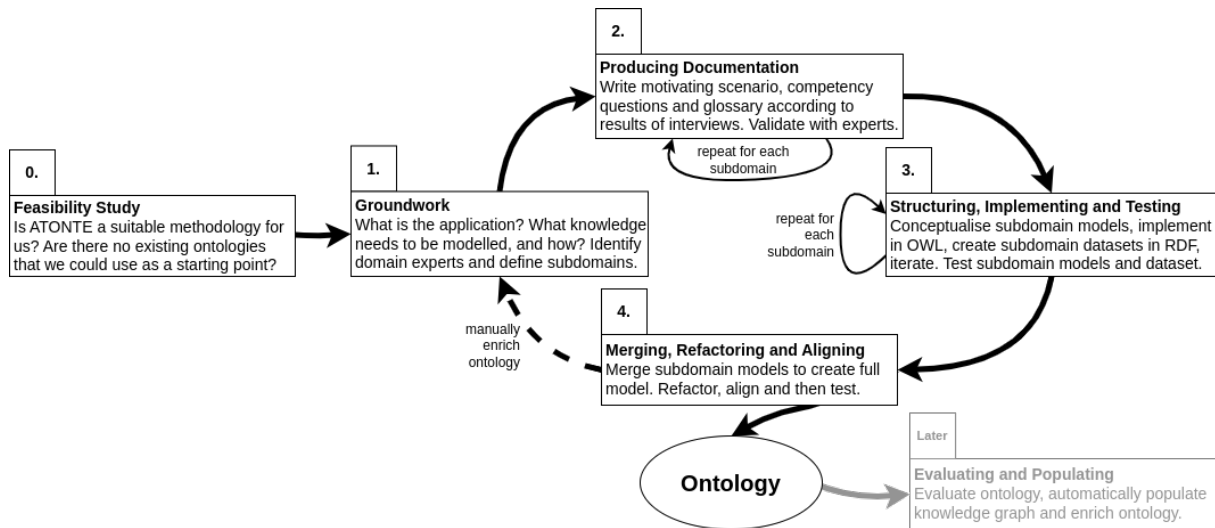 0.
Feasibility Study
Is ATONTE a suitable methodology for
us? Are there no existing ontologies
that we could use as a starting point?
1.
Groundwork
What is the application? What knowledge
needs to be modelled, and how? Identify
domain experts and define subdomains.
2.
Producing Documentation
Write motivating scenario, competency
questions and glossary according to
results of interviews. Validate with experts.
repeat for each
subdomain
3.
Structuring, Implementing and Testing
Conceptualise subdomain models, implement
in OWL, create subdomain datasets in RDF,
iterate. Test subdomain models and dataset.
repeat for
each
subdomain
4.
Merging, Refactoring and Aligning
Merge subdomain models to create full
model. Refactor, align and then test.
manually
enrich
ontology
Ontology
Later
Evaluating and Populating
Evaluate ontology, automatically populate
knowledge graph and enrich ontology.